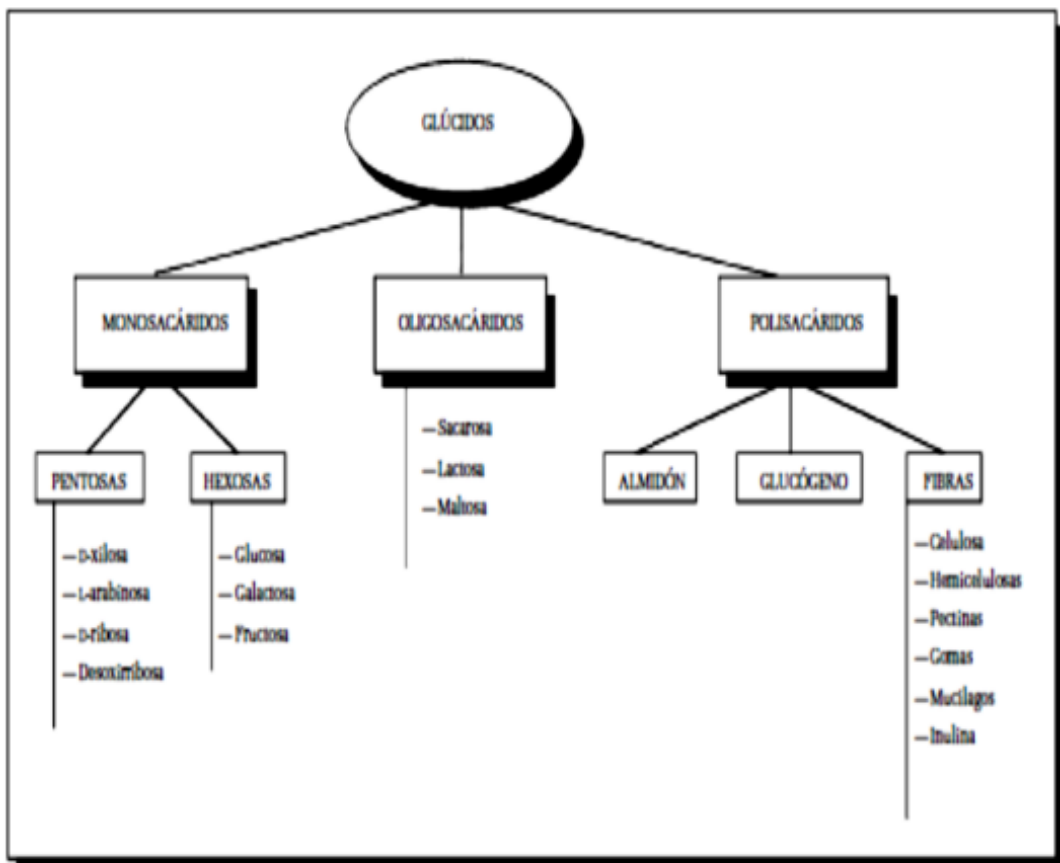 GLÚCIDOS
MONOSACÁRIDOS
OLIGOSACÁRIDOS
POLISACÁRIDOS
PENTOSAS
— D-xilosa
— L-arabinosa
— D-ribosa
— Desoxirribosa
HEXOSAS
— Glucosa
— Galactosa
— Fructosa
— Sacarosa
— Lactosa
— Maltosa
ALMIDÓN
GLUCÓGENO
FIBRAS
— Celulosa
— Hemicelulosas
— Pectinas
— Gomas
— Mucílagos
— Inulina